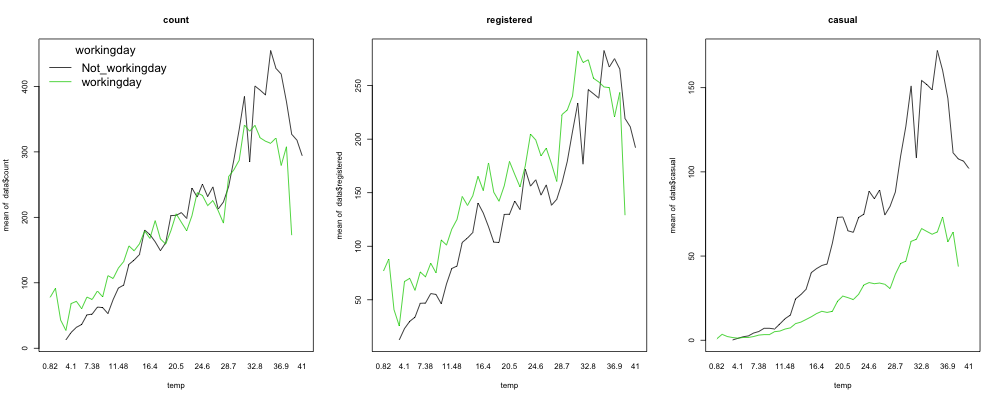 count
workingday
Not_workingday
workingday
mean of data$count
0
100
200
300
400
0.82 4.1 7.38 11.48 16.4 20.5 24.6 28.7 32.8 36.9 41
temp
registered
mean of data$registered
50
100
150
200
250
0.82 4.1 7.38 11.48 16.4 20.5 24.6 28.7 32.8 36.9 41
temp
casual
mean of data$casual
0
50
100
150
0.82 4.1 7.38 11.48 16.4 20.5 24.6 28.7 32.8 36.9 41
temp